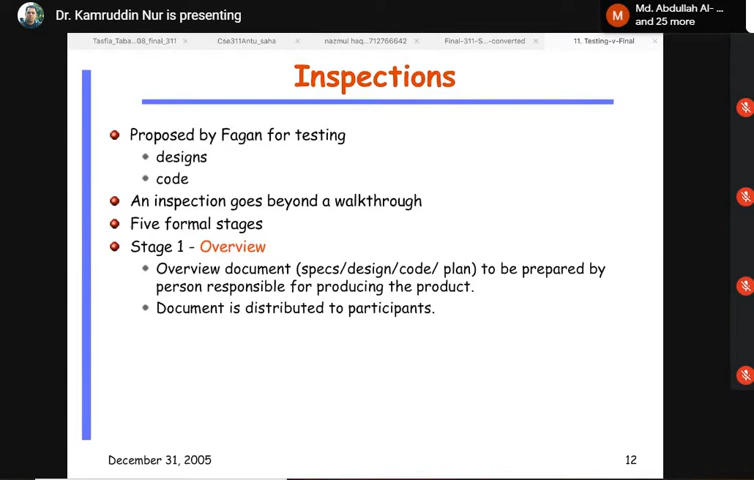 Dr. Kamruddin Nur is presenting
M
Md. Abdullah Al- ...
and 25 more
Tasfia_Taba...08_final_311 ×
Cse311Antu_saha ×
nazmul haq...712766642 ×
Final-311-S...-converted ×
11. Testing-v-Final ×
Inspections
Proposed by Fagan for testing
designs
code
An inspection goes beyond a walkthrough
Five formal stages
Stage 1 - Overview
Overview document (specs/design/code/ plan) to be prepared by
person responsible for producing the product.
Document is distributed to participants.
December 31, 2005
12